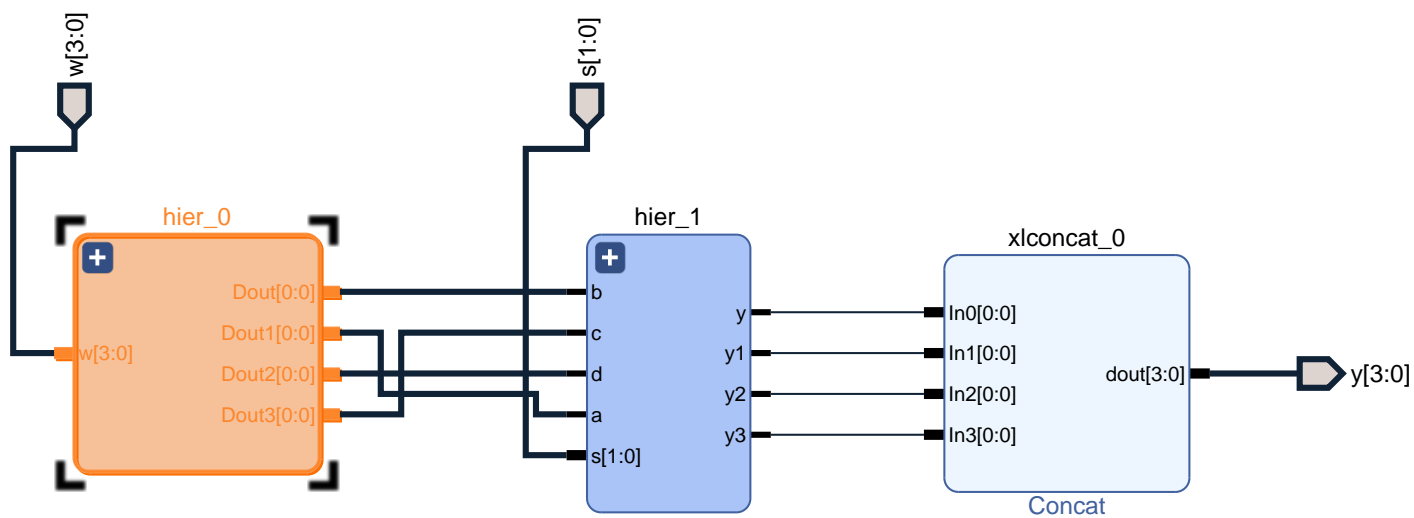 w[3:0]
s[1:0]
hier_0
Dout[0:0]
Dout1[0:0]
w[3:0]
Dout2[0:0]
Dout3[0:0]
hier_1
b
c
d
a
s[1:0]
y
y1
y2
y3
xlconcat_0
In0[0:0]
In1[0:0]
In2[0:0]
In3[0:0]
dout[3:0]
Concat
y[3:0]